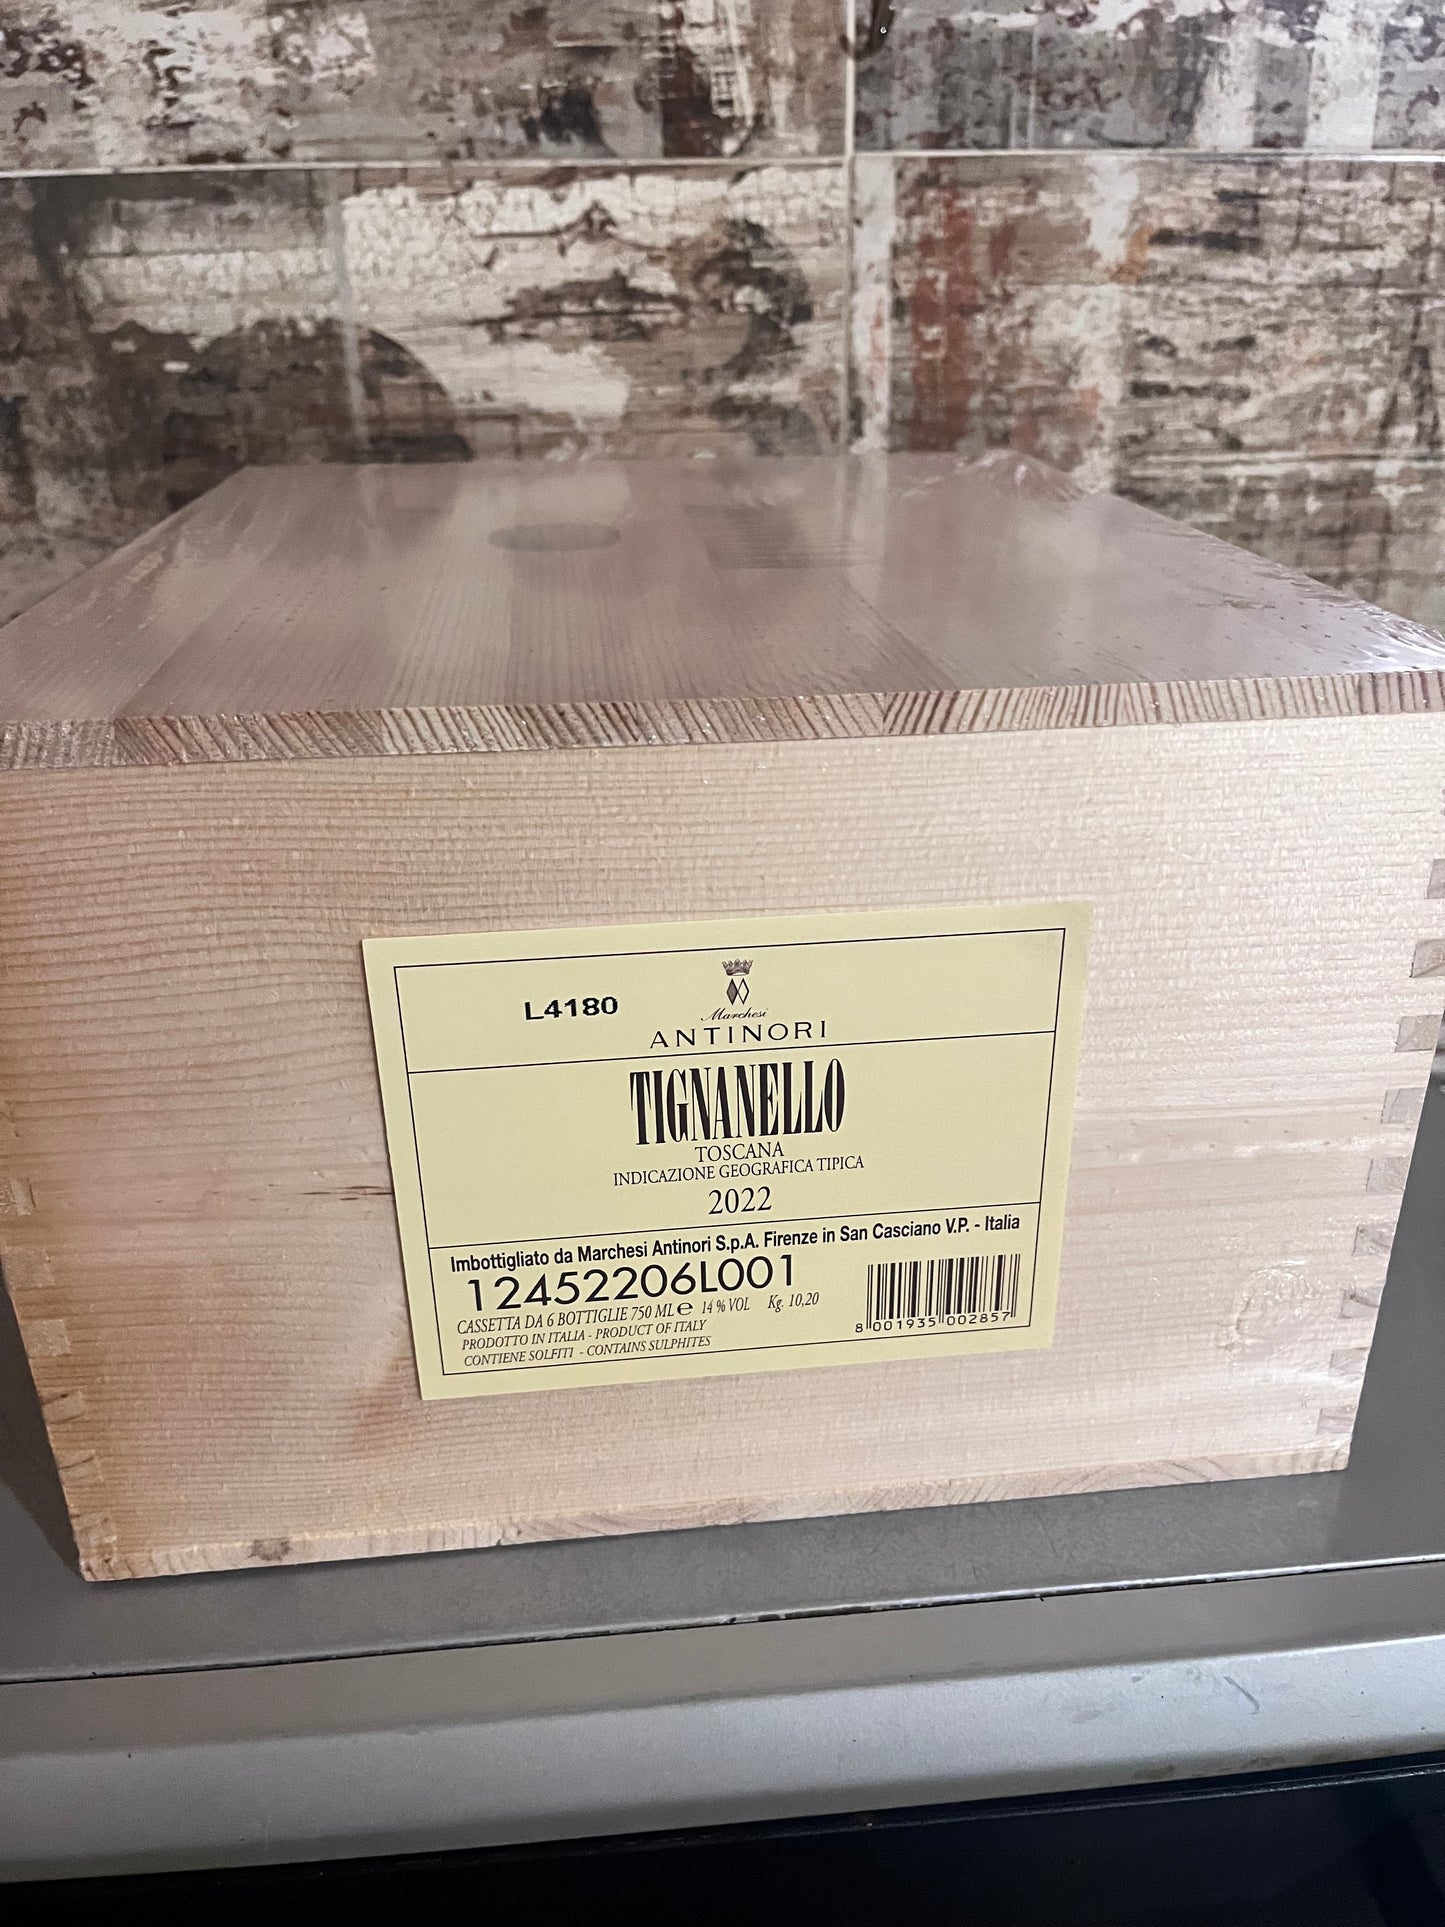 L4180
Marchesi
ANTINORI
TIGNANELLO
TOSCANA
INDICAZIONE GEOGRAFICA TIPICA
2022
Imbottigliato da Marchesi Antinori S.p.A. Firenze in San Casciano V.P. - Italia
12452206L001
CASSETTA DA 6 BOTTIGLIE 750 ML e 14 % VOL Kg. 10,20
PRODOTTO IN ITALIA - PRODUCT OF ITALY
CONTIENE SOLFITI - CONTAINS SULPHITES
8 001935 002857